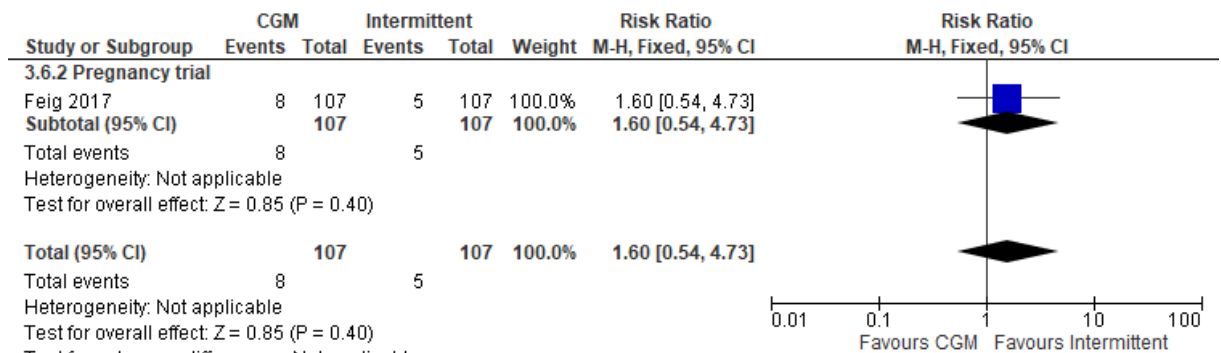 CGM Intermittent Risk Ratio Risk Ratio
Study or Subgroup Events Total Events Total Weight M-H, Fixed, 95% CI M-H, Fixed, 95% CI
3.6.2 Pregnancy trial
Feig 2017 8 107 5 107 100.0% 1.60 [0.54, 4.73]
Subtotal (95% CI) 107 107 100.0% 1.60 [0.54, 4.73]
Total events 8 5
Heterogeneity: Not applicable
Test for overall effect: Z = 0.85 (P = 0.40)
Total (95% CI) 107 107 100.0% 1.60 [0.54, 4.73]
Total events 8 5
Heterogeneity: Not applicable
Test for overall effect: Z = 0.85 (P = 0.40)
0.01 0.1 1 10 100
Favours CGM Favours Intermittent